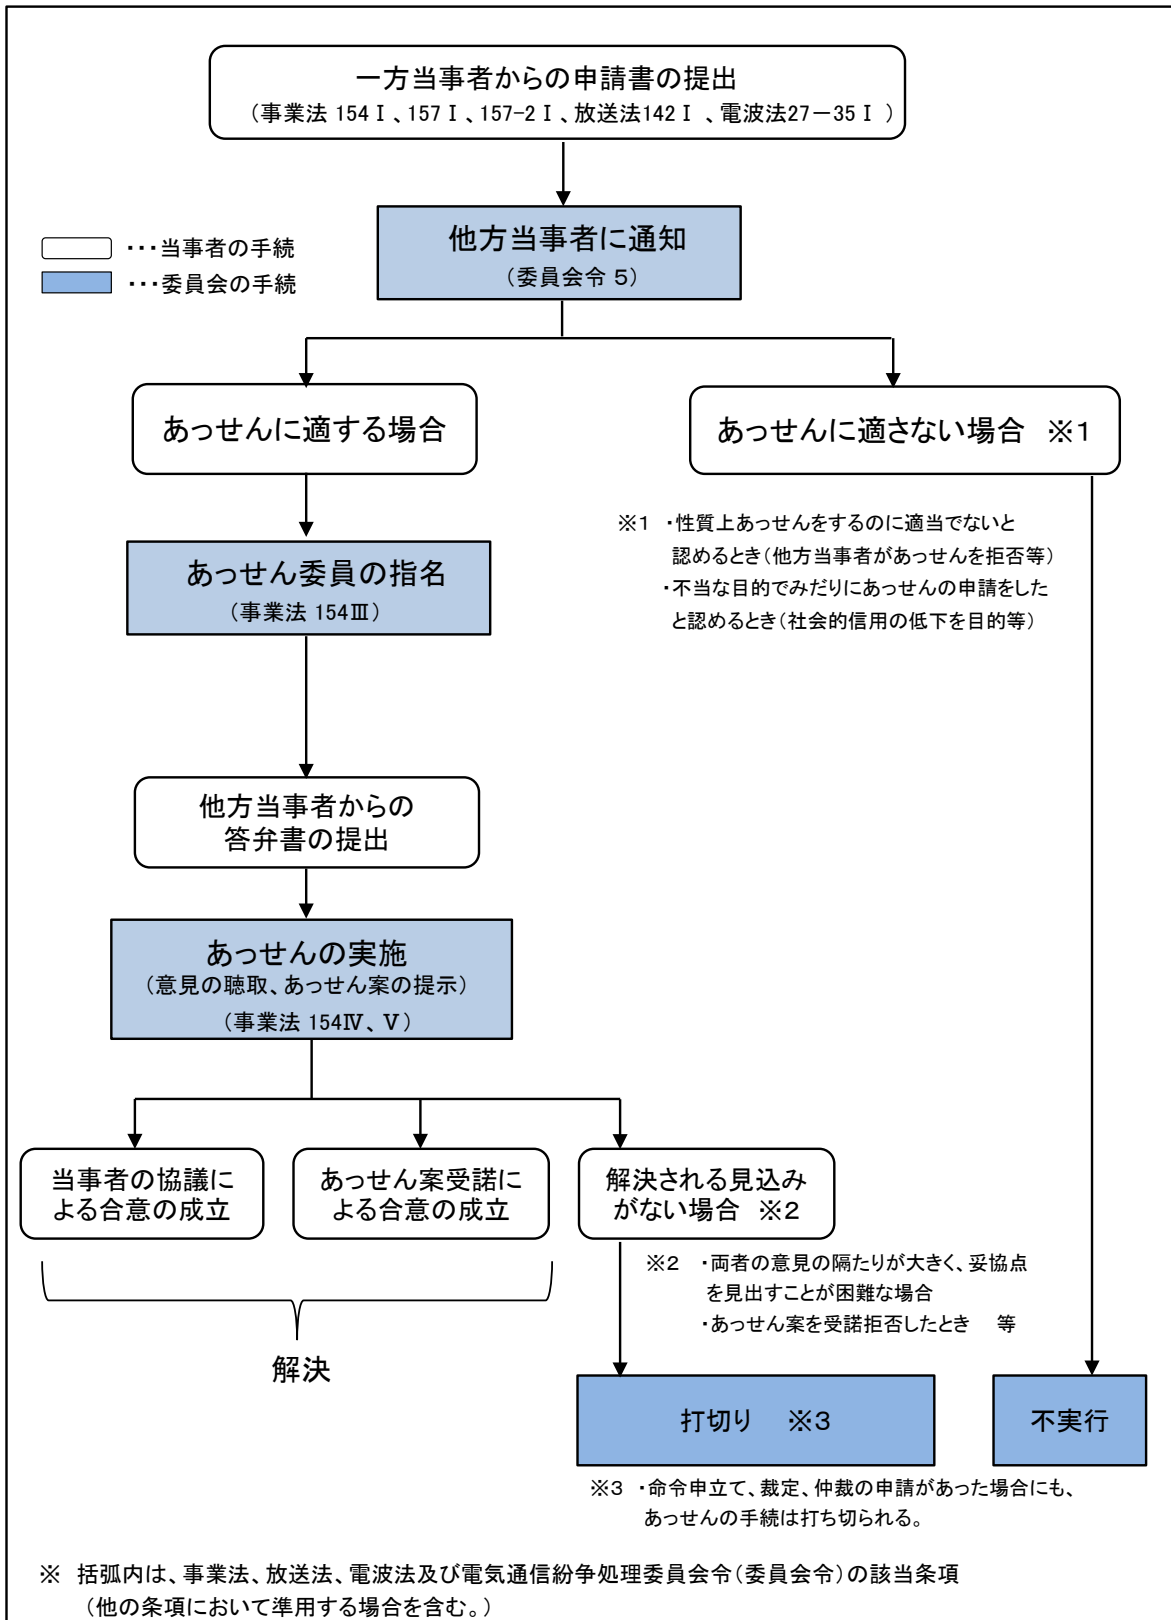 一方当事者からの申請書の提出
（事業法 154Ⅰ、157Ⅰ、157-2Ⅰ、放送法142Ⅰ、電波法27－35Ⅰ）
他方当事者に通知
（委員会令 5）
･･･当事者の手続
･･･委員会の手続
あっせんに適する場合
あっせんに適さない場合　※1
※1　・性質上あっせんをするのに適当でないと
認めるとき（他方当事者があっせんを拒否等）
・不当な目的でみだりにあっせんの申請をした
と認めるとき（社会的信用の低下を目的等）
あっせん委員の指名
（事業法 154Ⅲ）
他方当事者からの
答弁書の提出
あっせんの実施
（意見の聴取、あっせん案の提示）
（事業法 154Ⅳ、Ⅴ）
当事者の協議に
よる合意の成立
あっせん案受諾に
よる合意の成立
解決される見込み
がない場合　※2
※2　・両者の意見の隔たりが大きく、妥協点
を見出すことが困難な場合
・あっせん案を受諾拒否したとき　等
解決
打切り　※3
不実行
※3　・命令申立て、裁定、仲裁の申請があった場合にも、
あっせんの手続は打ち切られる。
※　括弧内は、事業法、放送法、電波法及び電気通信紛争処理委員会令（委員会令）の該当条項
（他の条項において準用する場合を含む。）